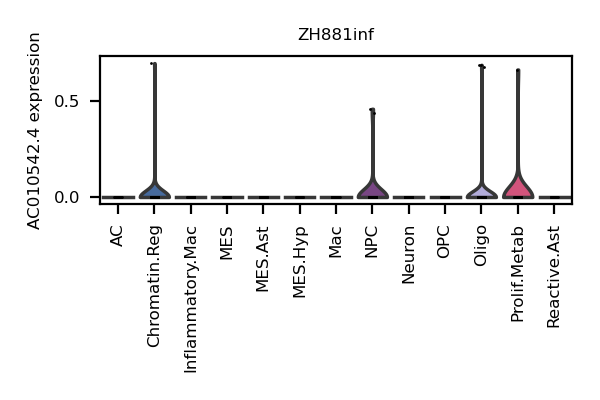 ZH881inf
AC010542.4 expression
0.5
0.0
AC
Chromatin.Reg
Inflammatory.Mac
MES
MES.Ast
MES.Hyp
Mac
NPC
Neuron
OPC
Oligo
Prolif.Metab
Reactive.Ast